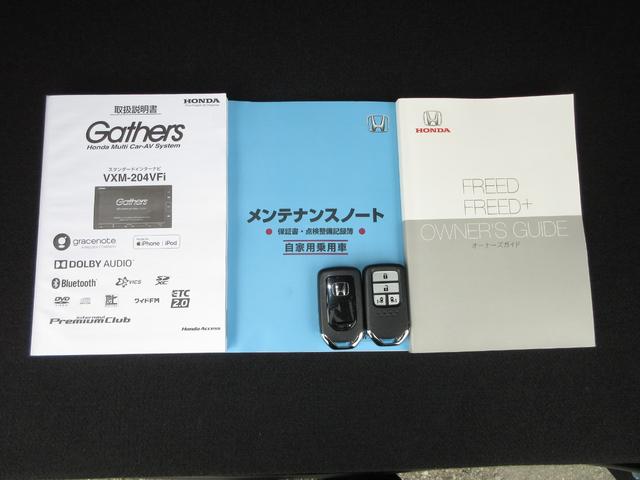 取扱説明書
HONDA
Gathers
Honda Multi Car-AV System
スタンダードインターナビ
VXM-204VFi
Gathers
gracenote
iPhone | iPod
DOLBY AUDIO
Bluetooth
VICS
SD XC
DVD
ワイドFM
ETC 2.0
internavi
Premium Club
Honda Access
メンテナンスノート
● 保証書・点検整備記録簿 ●
自家用乗用車
HONDA
FREED
FREED+
OWNER'S GUIDE
オーナーズガイド